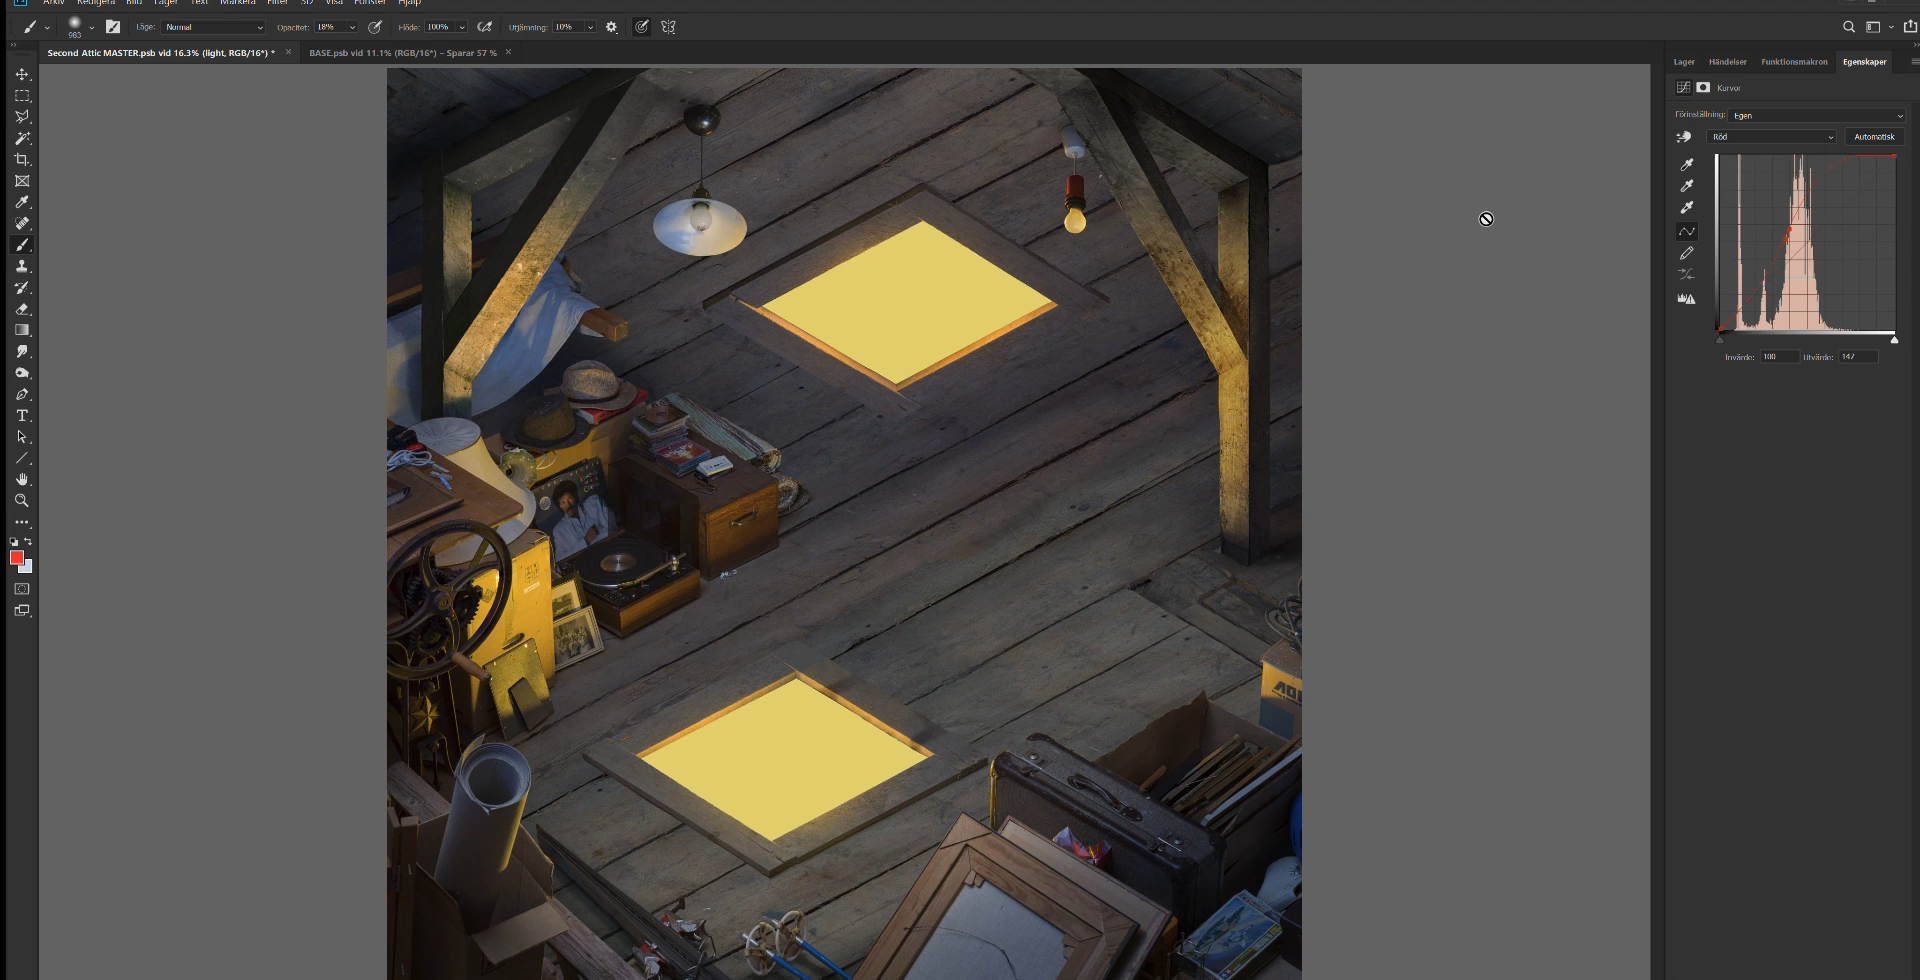 Arkiv Redigera Bild Lager Text Markera Filter 3D Visa Fönster Hjälp
983 Läge: Normal Opacitet: 18% Flöde: 100% Utjämning: 10%
Second Attic MASTER.psb vid 16.3% (light, RGB/16*) * × BASE.psb vid 11.1% (RGB/16*) – Sparar 57 % ×
Lager Händelser Funktionsmakron Egenskaper
Kurvor
Förinställning: Egen
Röd Automatisk
Invärde: 100 Utvärde: 147